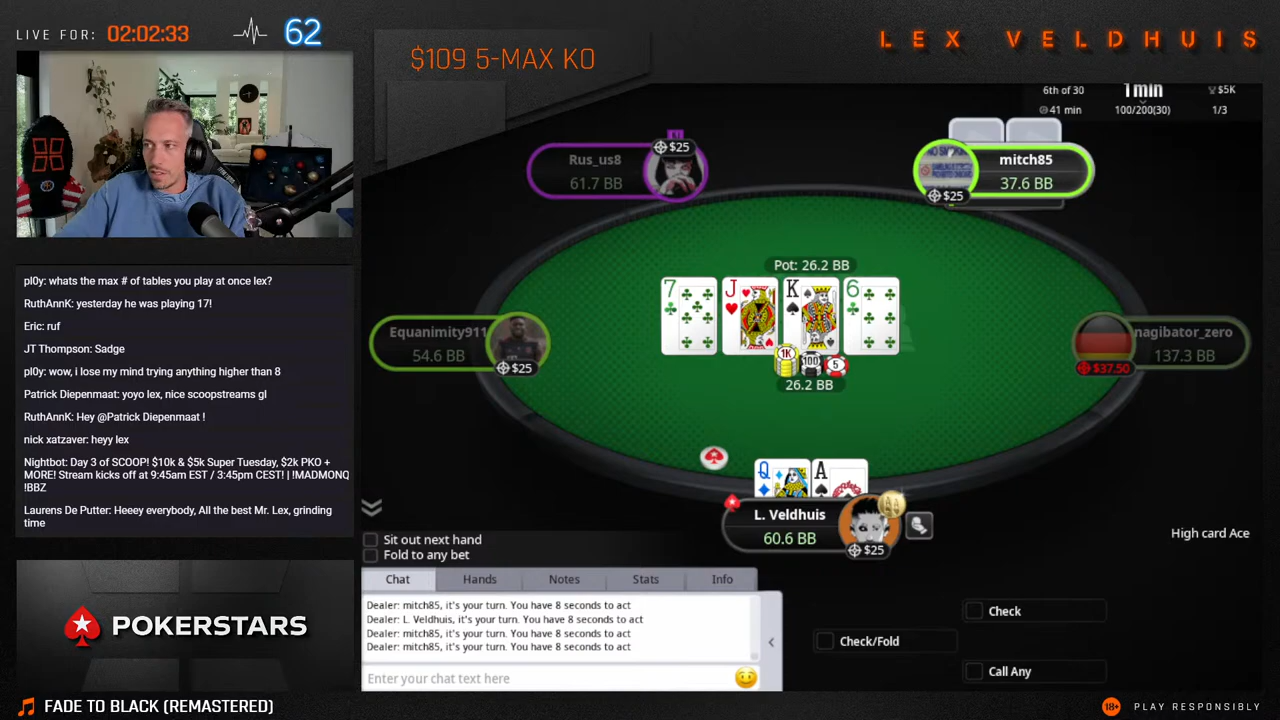 LIVE FOR: 02:02:33 62
$109 5-MAX KO
LEX VELDHUIS
6th of 30 1min $5K
41 min 100/200(30) 1/3
Rus_us8 $25
61.7 BB
mitch85
37.6 BB
$25
Pot: 26.2 BB
7 J K 6
1K 100 5
26.2 BB
Equanimity911
54.6 BB
$25
nagibator_zero
137.3 BB
$37.50
Q A
L. Veldhuis
60.6 BB
$25
High card Ace
pl0y: whats the max # of tables you play at once lex?
RuthAnnK: yesterday he was playing 17!
Eric: ruf
JT Thompson: Sadge
pl0y: wow, i lose my mind trying anything higher than 8
Patrick Diepenmaat: yoyo lex, nice scoopstreams gl
RuthAnnK: Hey @Patrick Diepenmaat !
nick xatzaver: heyy lex
Nightbot: Day 3 of SCOOP! $10k & $5k Super Tuesday, $2k PKO +
MORE! Stream kicks off at 9:45am EST / 3:45pm CEST! | !MADMONQ
!BBZ
Laurens De Putter: Heeey everybody, All the best Mr. Lex, grinding
time
Sit out next hand
Fold to any bet
Chat Hands Notes Stats Info
Dealer: mitch85, it's your turn. You have 8 seconds to act
Dealer: L. Veldhuis, it's your turn. You have 8 seconds to act
Dealer: mitch85, it's your turn. You have 8 seconds to act
Dealer: mitch85, it's your turn. You have 8 seconds to act
Enter your chat text here
Check
Check/Fold
Call Any
POKERSTARS
FADE TO BLACK (REMASTERED)
18+ PLAY RESPONSIBLY